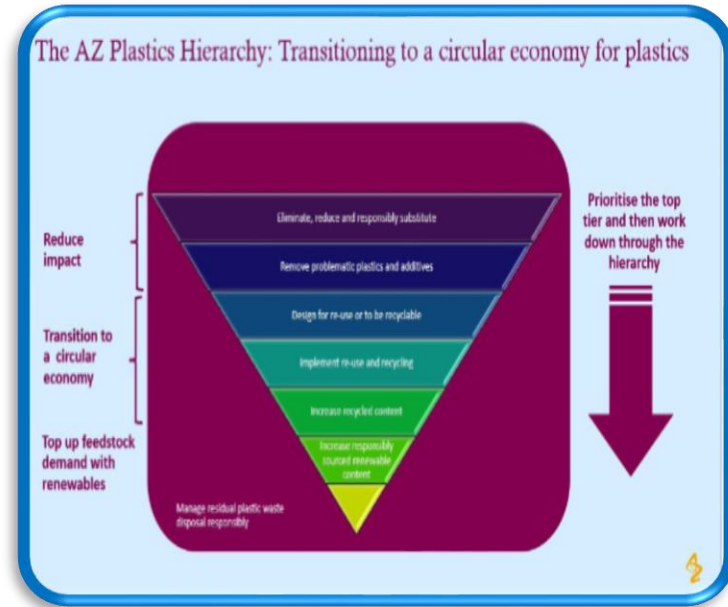 The AZ Plastics Hierarchy: Transitioning to a circular economy for plastics
Reduce
impact
Transition to
a circular
economy
Top up feedstock
demand with
renewables
Eliminate, reduce and responsibly substitute
Remove problematic plastics and additives
Design for re-use or to be recyclable
Implement re-use and recycling
Increase recycled content
Increase responsibly
sourced renewable
content
Manage residual plastic waste
disposal responsibly
Prioritise the top
tier and then work
down through the
hierarchy